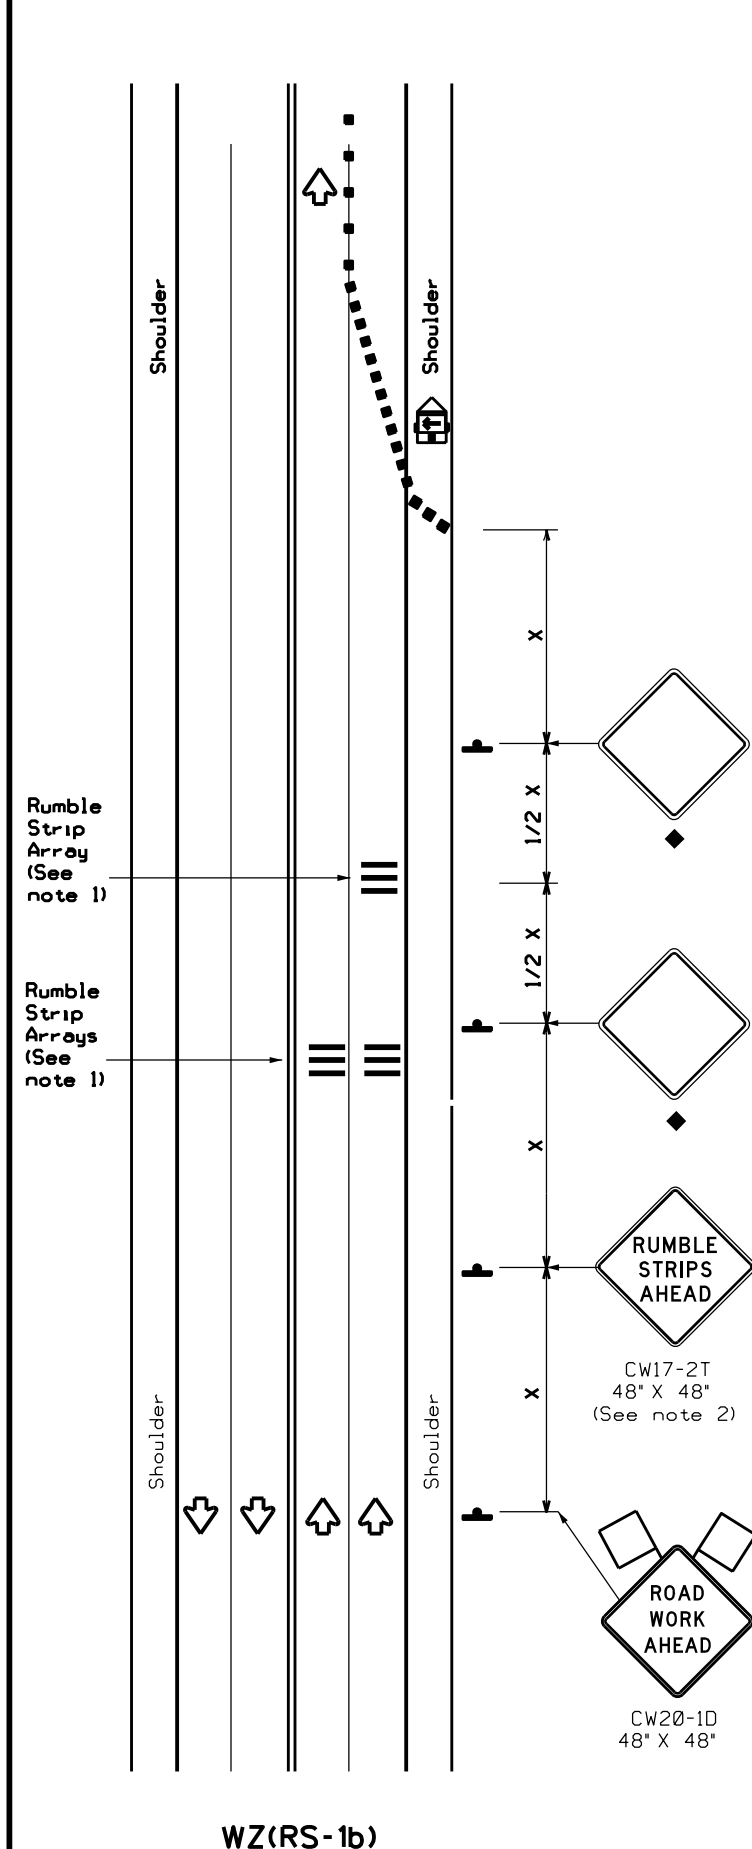 Shoulder
Shoulder
X
1/2 X
Rumble
Strip
Array
(See
note 1)
1/2 X
Rumble
Strip
Arrays
(See
note 1)
X
RUMBLE
STRIPS
AHEAD
CW17-2T
48" X 48"
(See note 2)
X
Shoulder
Shoulder
ROAD
WORK
AHEAD
CW20-1D
48" X 48"
WZ(RS-1b)